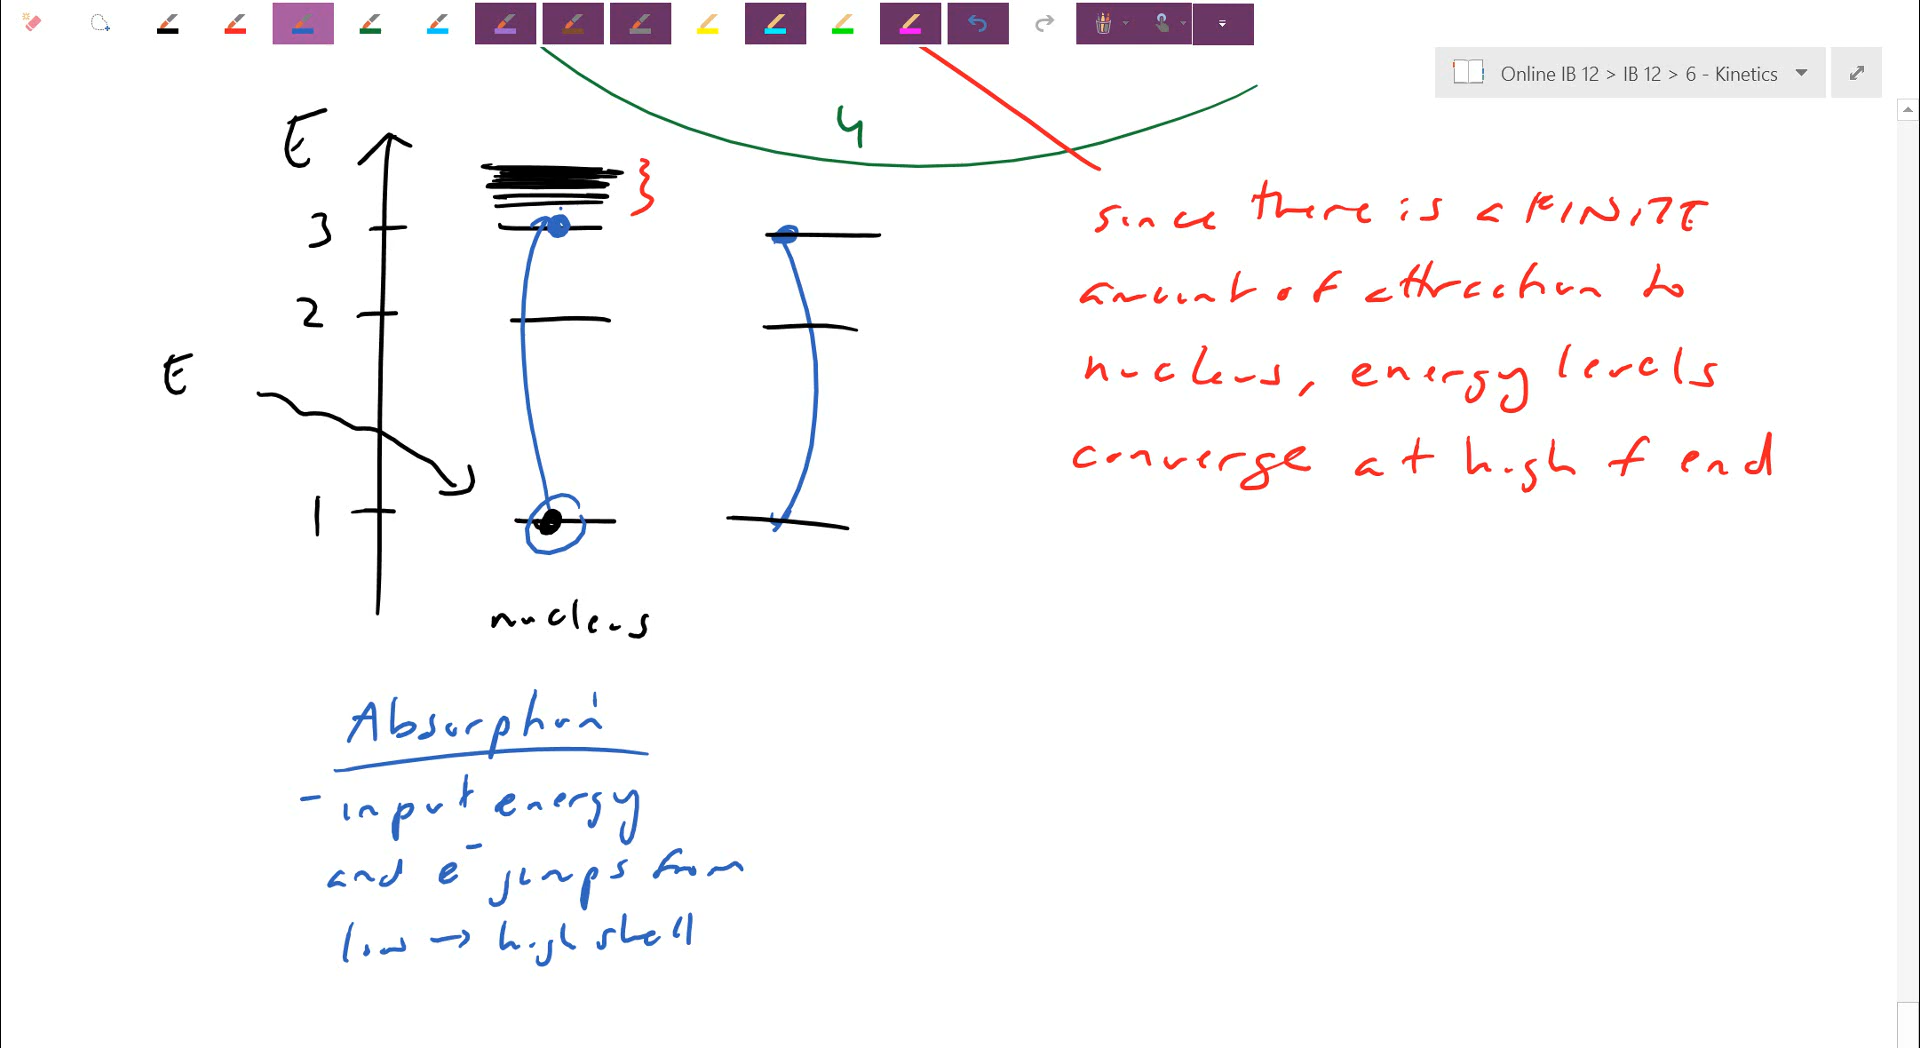 Online IB 12 > IB 12 > 6 - Kinetics
4
E
3
2
E
1
nucleus
since there is a FINITE
amount of attraction to
nucleus, energy levels
converge at high f end
Absorption
- input energy
and e⁻ jumps from
low → high shell